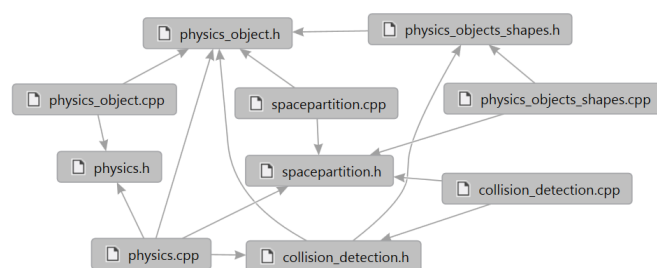 physics_object.h
physics_objects_shapes.h
physics_object.cpp
spacepartition.cpp
physics_objects_shapes.cpp
physics.h
spacepartition.h
collision_detection.cpp
physics.cpp
collision_detection.h